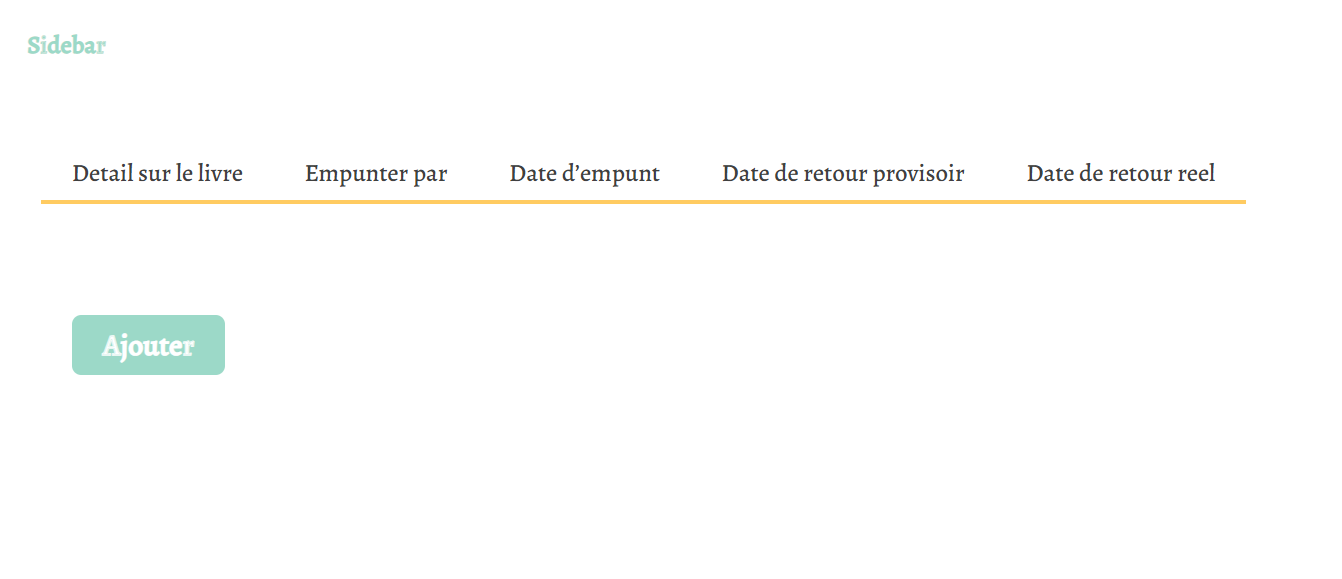 Sidebar
Detail sur le livre Empunter par Date d’empunt Date de retour provisoir Date de retour reel
Ajouter